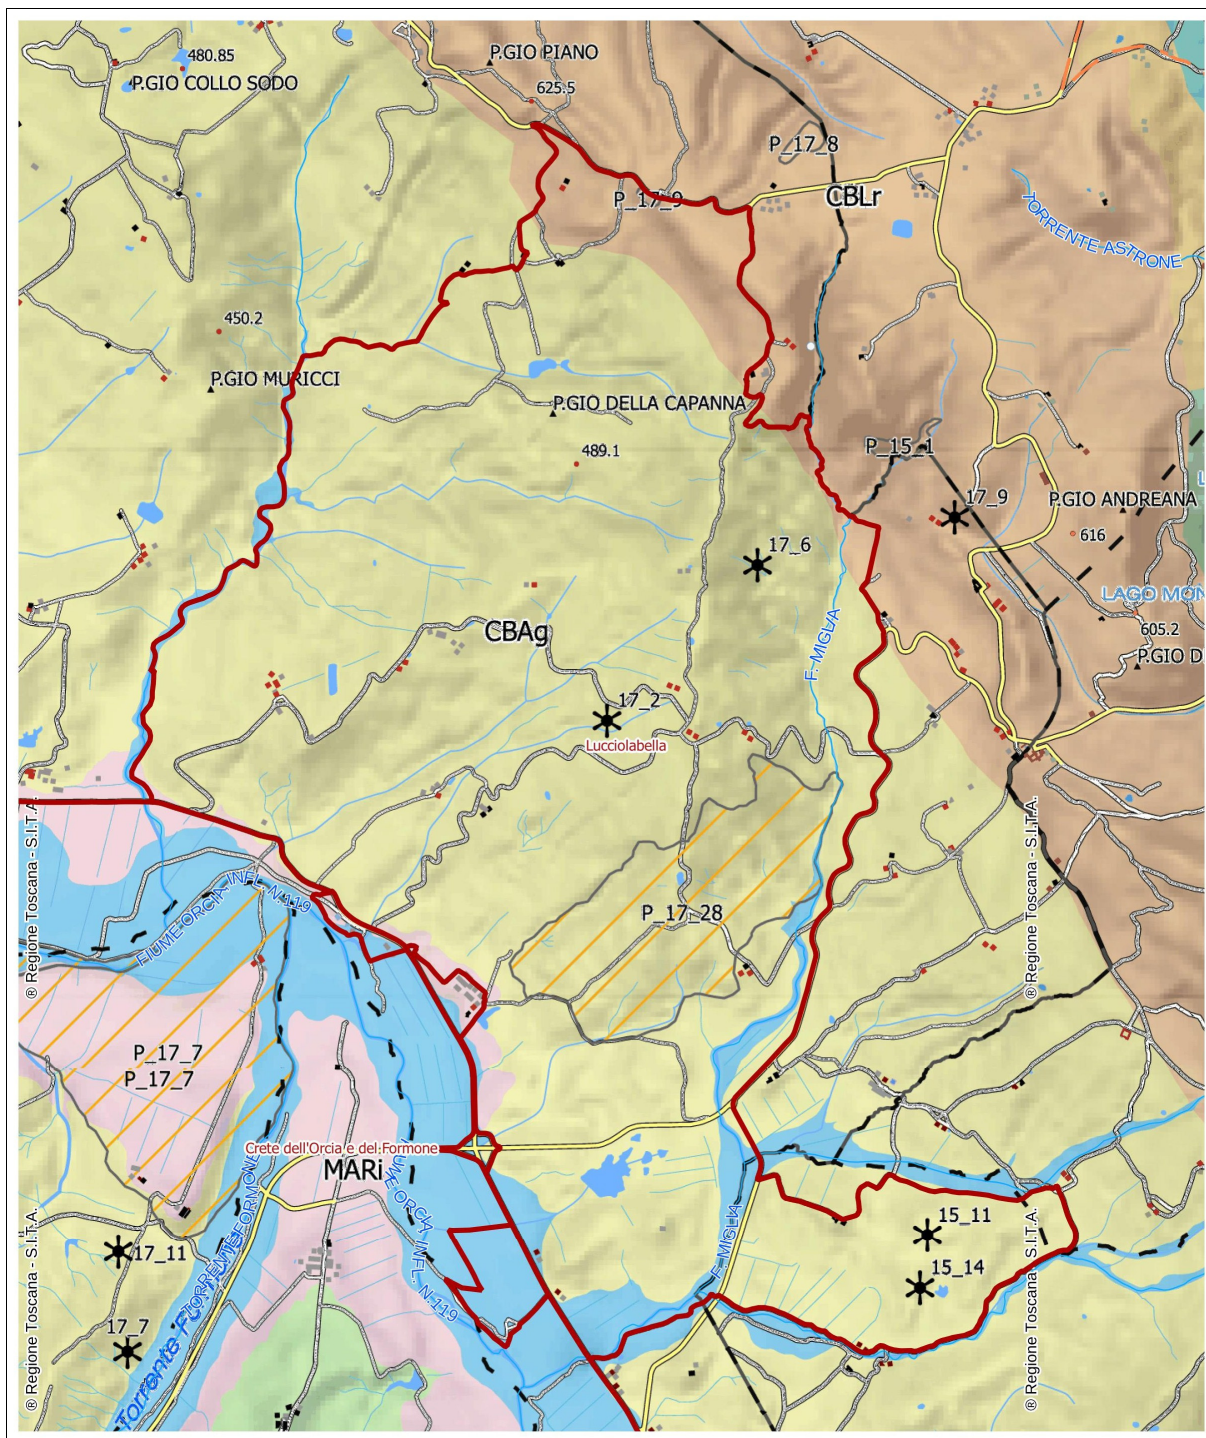 P.GIO PIANO
480.85
P.GIO COLLO SODO
625.5
P_17_8
P_17_9
CBLr
TORRENTE ASTRONE
450.2
P.GIO MURICCI
P.GIO DELLA CAPANNA
489.1
P_15_1
17_9
P.GIO ANDREANA
616
17_6
LAGO MON
605.2
P.GIO D
CBAg
F. MIGLIA
17_2
Lucciolabella
® Regione Toscana - S.I.T.A.
® Regione Toscana - S.I.T.A.
FIUME ORCIA INFL. N.119
P_17_28
P_17_7
P_17_7
Crete dell'Orcia e del Formone
MARi
ORCIA INFL. N.119
F. MIGLIA
15_11
15_14
17_11
17_7
TORRENTE FORMONE
® Regione Toscana - S.I.T.A.
® Regione Toscana - S.I.T.A.